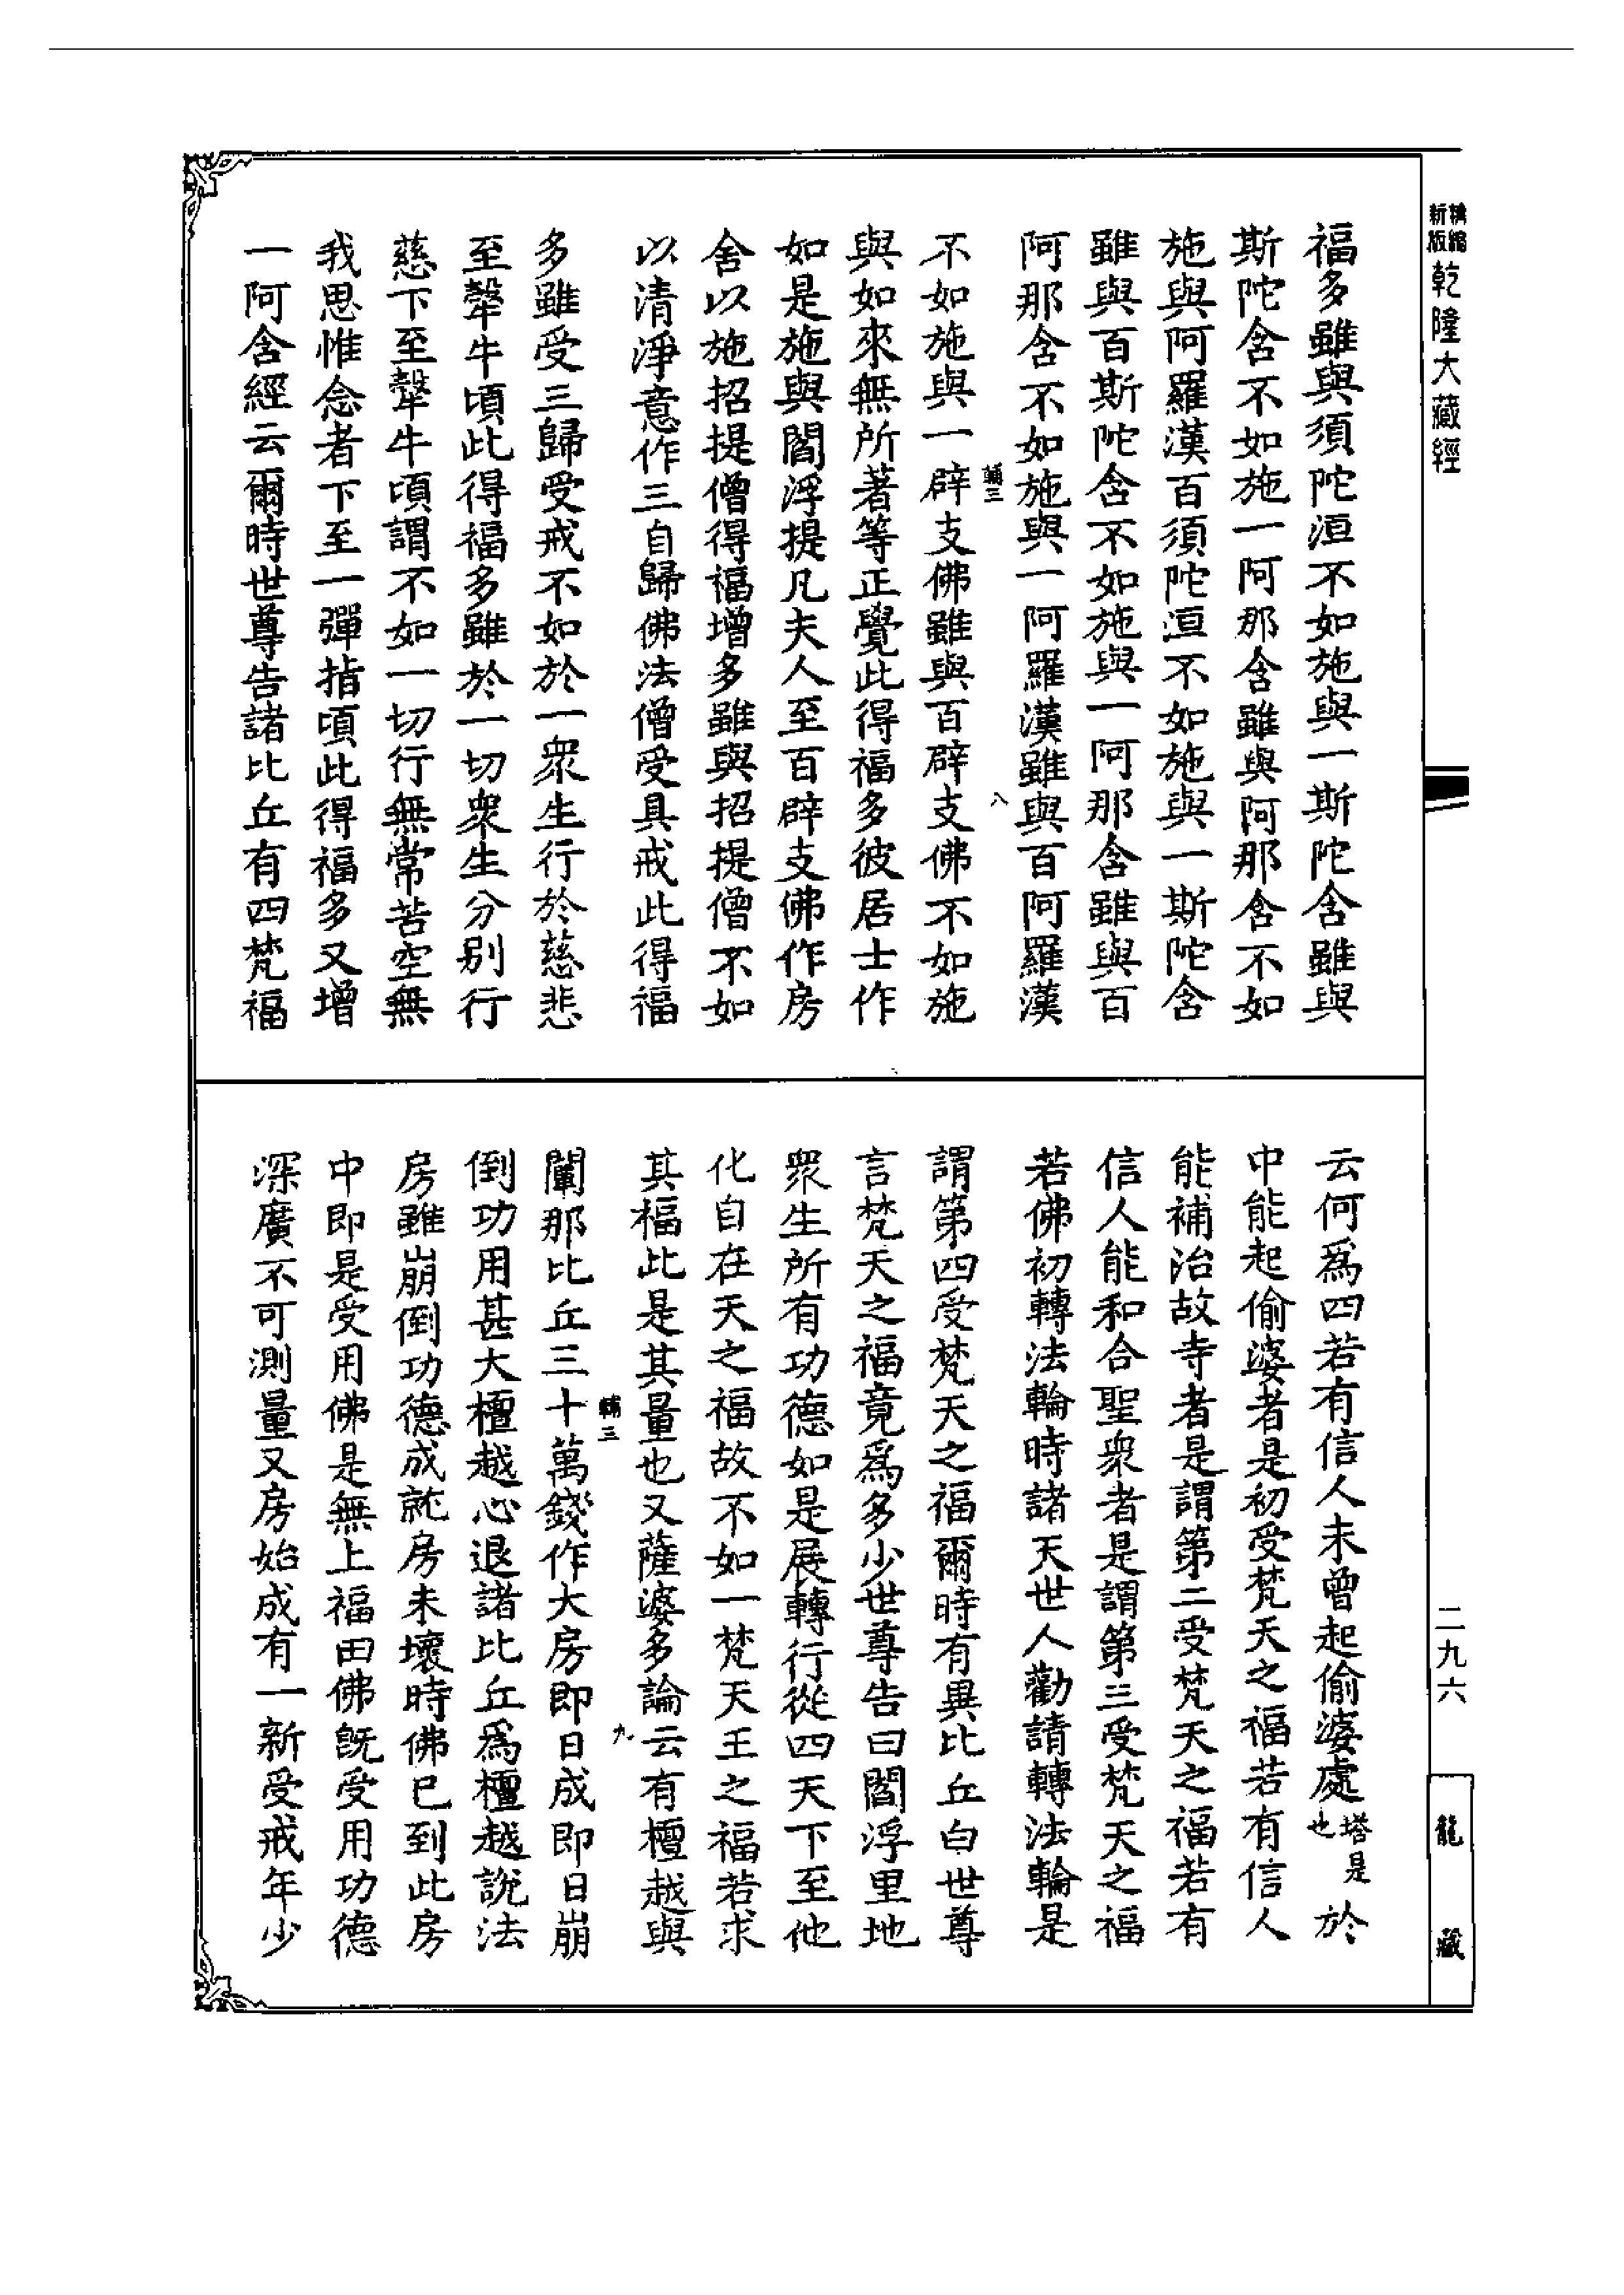 精編新版 乾隆大藏經
福多雖與須陀洹不如施與一斯陀含雖與
斯陀含不如施一阿那含雖與阿那含不如
施與阿羅漢百須陀洹不如施與一斯陀含
雖與百斯陀含不如施與一阿那含雖與百
阿那含不如施與一阿羅漢雖與百阿羅漢
輔三 八
不如施與一辟支佛雖與百辟支佛不如施
與如來無所著等正覺此得福多彼居士作
如是施與閻浮提凡夫人至百辟支佛作房
舍以施招提僧得福增多雖與招提僧不如
以清淨意作三自歸佛法僧受具戒此得福
多雖受三歸受戒不如於一眾生行於慈悲
至𤛓牛頃此得福多雖於一切眾生分別行
慈下至𤛓牛頃謂不如一切行無常苦空無
我思惟念者下至一彈指頃此得福多又增
一阿含經云爾時世尊告諸比丘有四梵福
云何爲四若有信人未曾起偷婆處塔是也於
中能起偷婆者是初受梵天之福若有信人
能補治故寺者是謂第二受梵天之福若有
信人能和合聖眾者是謂第三受梵天之福
若佛初轉法輪時諸天世人勸請轉法輪是
謂第四受梵天之福爾時有異比丘白世尊
言梵天之福竟爲多少世尊告曰閻浮里地
眾生所有功德如是展轉行從四天下至他
化自在天之福故不如一梵天王之福若求
其福此是其量也又薩婆多論云有檀越與
輔三 九
闡那比丘三十萬錢作大房即日成即日崩
倒功用甚大檀越心退諸比丘爲檀越說法
房雖崩倒功德成就房未壞時佛已到此房
中即是受用佛是無上福田佛既受用功德
深廣不可測量又房始成有一新受戒年少
二九六
龍藏